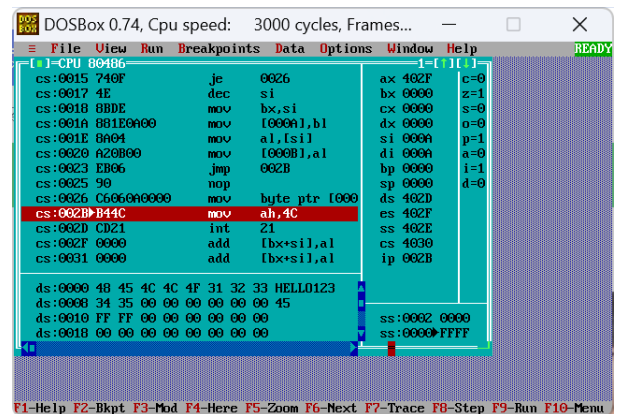 DOSBox 0.74, Cpu speed: 3000 cycles, Frames...
≡ File View Run Breakpoints Data Options Window Help READY
[■]=CPU 80486 1=[↑][↓]
cs:0015 740F je 0026 ax 402F c=0
cs:0017 4E dec si bx 0000 z=1
cs:0018 8BDE mov bx,si cx 0000 s=0
cs:001A 881E0A00 mov [000A],bl dx 0000 o=0
cs:001E 8A04 mov al,[si] si 000A p=1
cs:0020 A20B00 mov [000B],al di 000A a=0
cs:0023 EB06 jmp 002B bp 0000 i=1
cs:0025 90 nop sp 0000 d=0
cs:0026 C6060A0000 mov byte ptr [000 ds 402D
cs:002B►B44C mov ah,4C es 402F
cs:002D CD21 int 21 ss 402E
cs:002F 0000 add [bx+si],al cs 4030
cs:0031 0000 add [bx+si],al ip 002B
ds:0000 48 45 4C 4C 4F 31 32 33 HELLO123
ds:0008 34 35 00 00 00 00 00 00 45
ds:0010 FF FF 00 00 00 00 00 00 ss:0002 0000
ds:0018 00 00 00 00 00 00 00 00 ss:0000►FFFF
F1-Help F2-Bkpt F3-Mod F4-Here F5-Zoom F6-Next F7-Trace F8-Step F9-Run F10-Menu